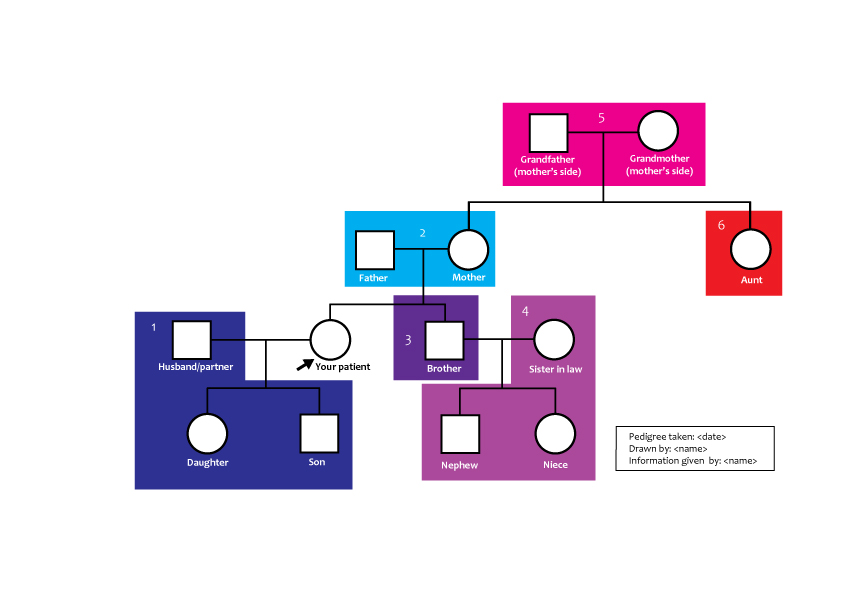 5
Grandfather
(mother's side)
Grandmother
(mother's side)
2
Father
Mother
6
Aunt
1
Husband/partner
Your patient
3
Brother
4
Sister in law
Daughter
Son
Nephew
Niece
Pedigree taken: <date>
Drawn by: <name>
Information given  by: <name>